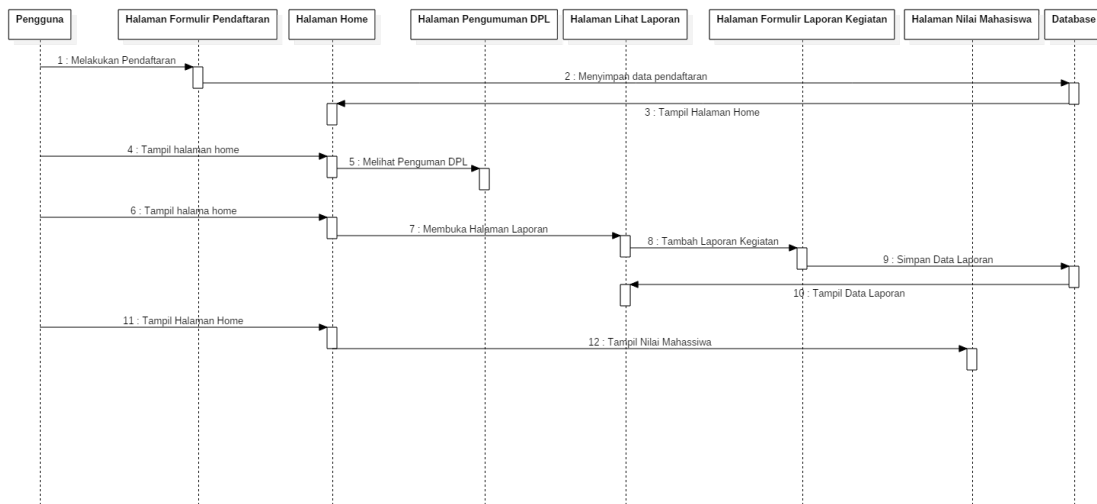 Pengguna
Halaman Formulir Pendaftaran
Halaman Home
Halaman Pengumuman DPL
Halaman Lihat Laporan
Halaman Formulir Laporan Kegiatan
Halaman Nilai Mahasiswa
Database
1 : Melakukan Pendaftaran
2 : Menyimpan data pendaftaran
3 : Tampil Halaman Home
4 : Tampil halaman home
5 : Melihat Penguman DPL
6 : Tampil halama home
7 : Membuka Halaman Laporan
8 : Tambah Laporan Kegiatan
9 : Simpan Data Laporan
10 : Tampil Data Laporan
11 : Tampil Halaman Home
12 : Tampil Nilai Mahassiwa